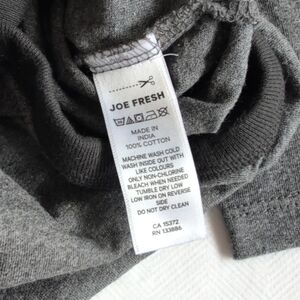 JOE FRESH
MADE IN
INDIA
100% COTTON
MACHINE WASH COLD
WASH INSIDE OUT WITH
LIKE COLOURS
ONLY NON-CHLORINE
BLEACH WHEN NEEDED
TUMBLE DRY LOW
LOW IRON ON REVERSE
SIDE
DO NOT DRY CLEAN
CA 15372
RN 133886